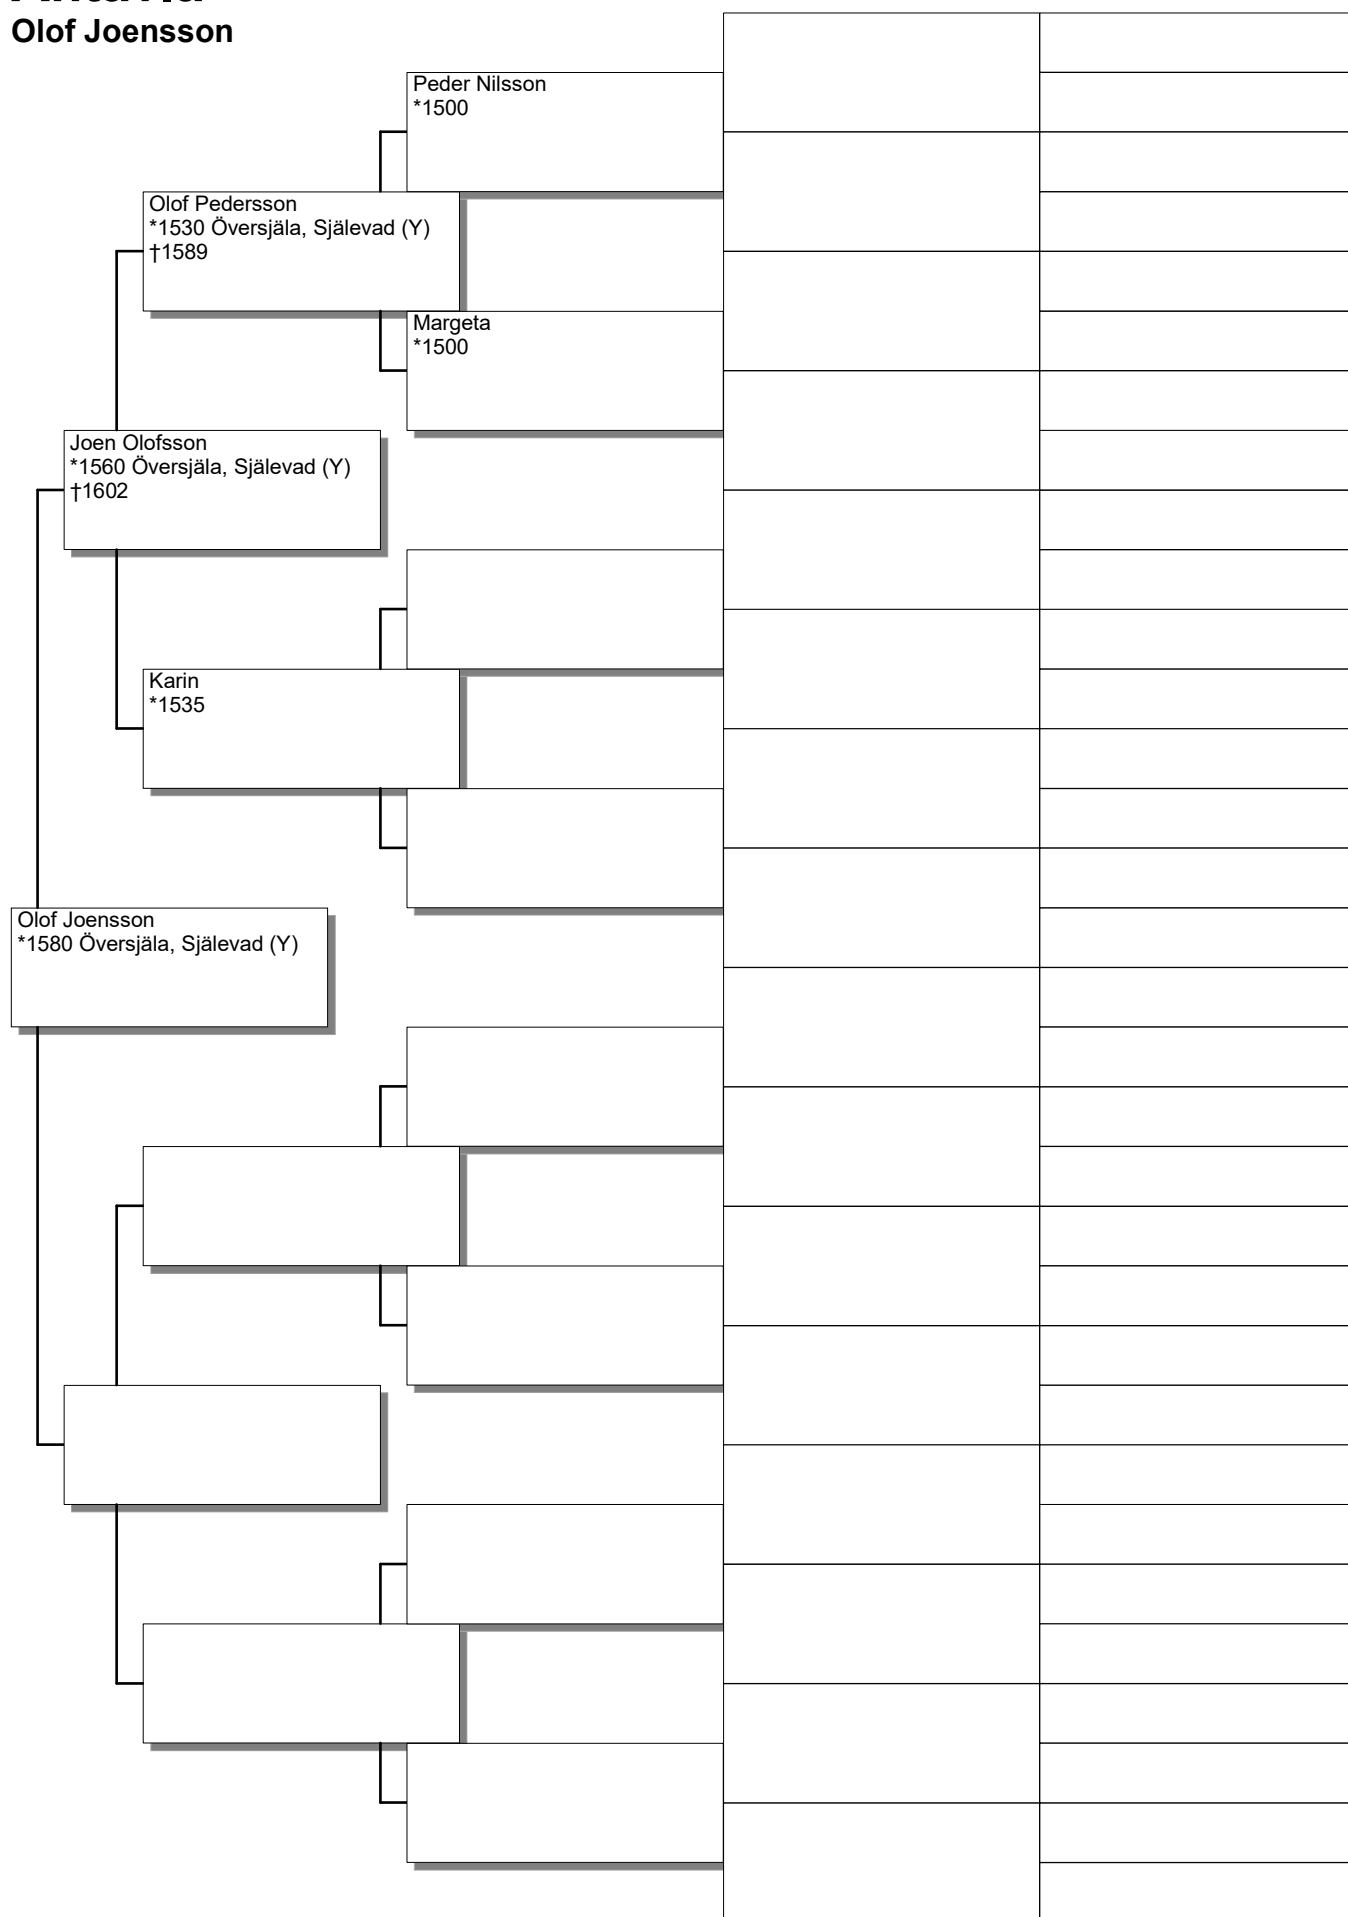 Olof Joensson
Peder Nilsson
*1500
Olof Pedersson
*1530 Översjäla, Själevad (Y)
†1589
Margeta
*1500
Joen Olofsson
*1560 Översjäla, Själevad (Y)
†1602
Karin
*1535
Olof Joensson
*1580 Översjäla, Själevad (Y)